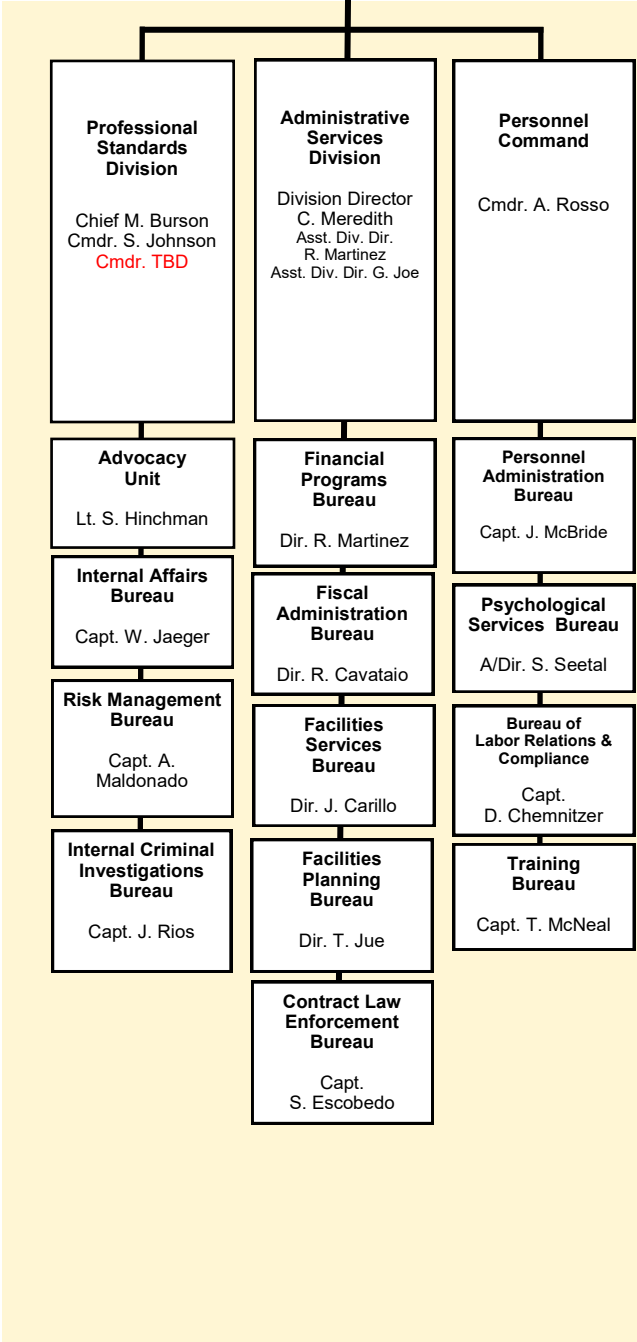 Professional
Standards
Division
Chief M. Burson
Cmdr. S. Johnson
Cmdr. TBD
Advocacy
Unit
Lt. S. Hinchman
Internal Affairs
Bureau
Capt. W. Jaeger
Risk Management
Bureau
Capt. A.
Maldonado
Internal Criminal
Investigations
Bureau
Capt. J. Rios
Administrative
Services
Division
Division Director
C. Meredith
Asst. Div. Dir.
R. Martinez
Asst. Div. Dir. G. Joe
Financial
Programs
Bureau
Dir. R. Martinez
Fiscal
Administration
Bureau
Dir. R. Cavataio
Facilities
Services
Bureau
Dir. J. Carillo
Facilities
Planning
Bureau
Dir. T. Jue
Contract Law
Enforcement
Bureau
Capt.
S. Escobedo
Personnel
Command
Cmdr. A. Rosso
Personnel
Administration
Bureau
Capt. J. McBride
Psychological
Services Bureau
A/Dir. S. Seetal
Bureau of
Labor Relations &
Compliance
Capt.
D. Chemnitzer
Training
Bureau
Capt. T. McNeal